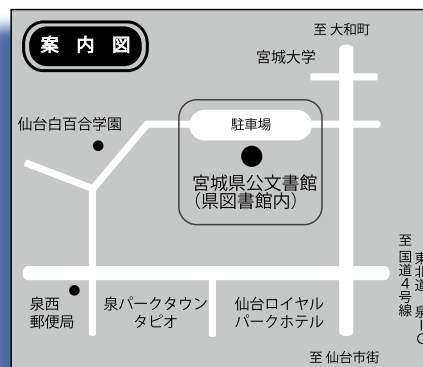 案内図
至 大和町
宮城大学
仙台白百合学園
駐車場
宮城県公文書館
（県図書館内）
至 国道４号線
東北道 泉ＩＣ
泉西
郵便局
泉パークタウン
タピオ
仙台ロイヤル
パークホテル
至 仙台市街